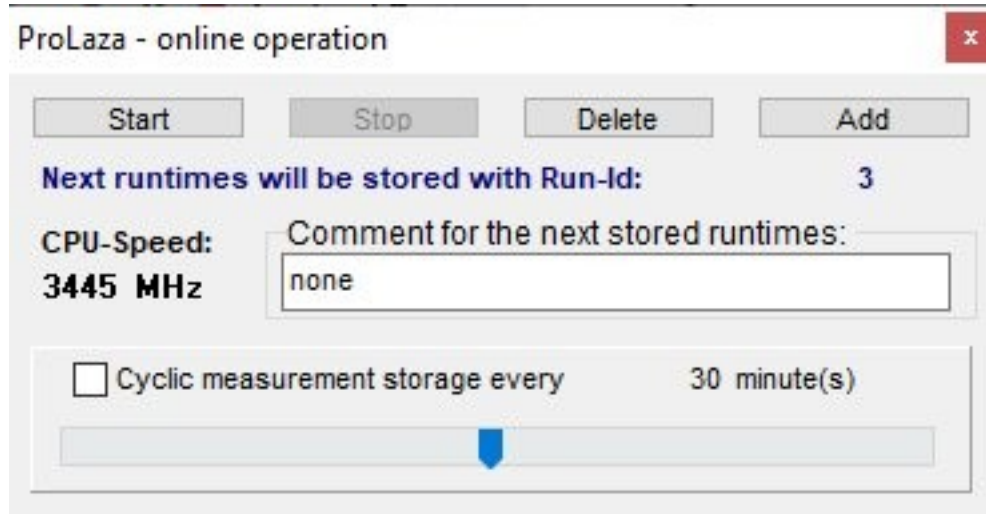 ProLaza - online operation x
Start Stop Delete Add
Next runtimes will be stored with Run-Id: 3
Comment for the next stored runtimes:
CPU-Speed:
none
3445 MHz
Cyclic measurement storage every 30 minute(s)